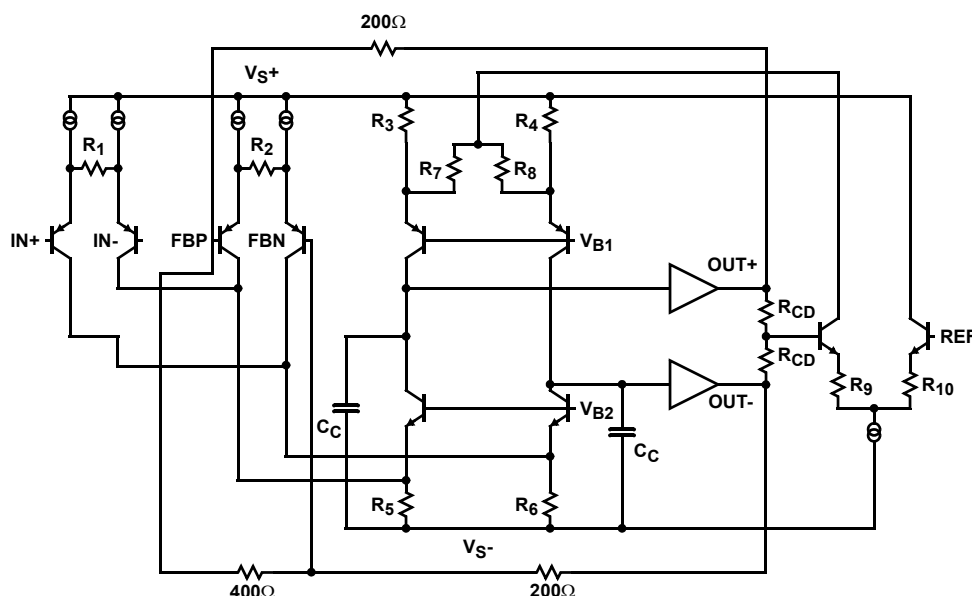 200Ω
VS+
R3
R4
R1
R2
R7
R8
IN+
IN-
FBP
FBN
VB1
OUT+
RCD
REF
RCD
R9
R10
CC
VB2
OUT-
CC
R5
R6
VS-
400Ω
200Ω